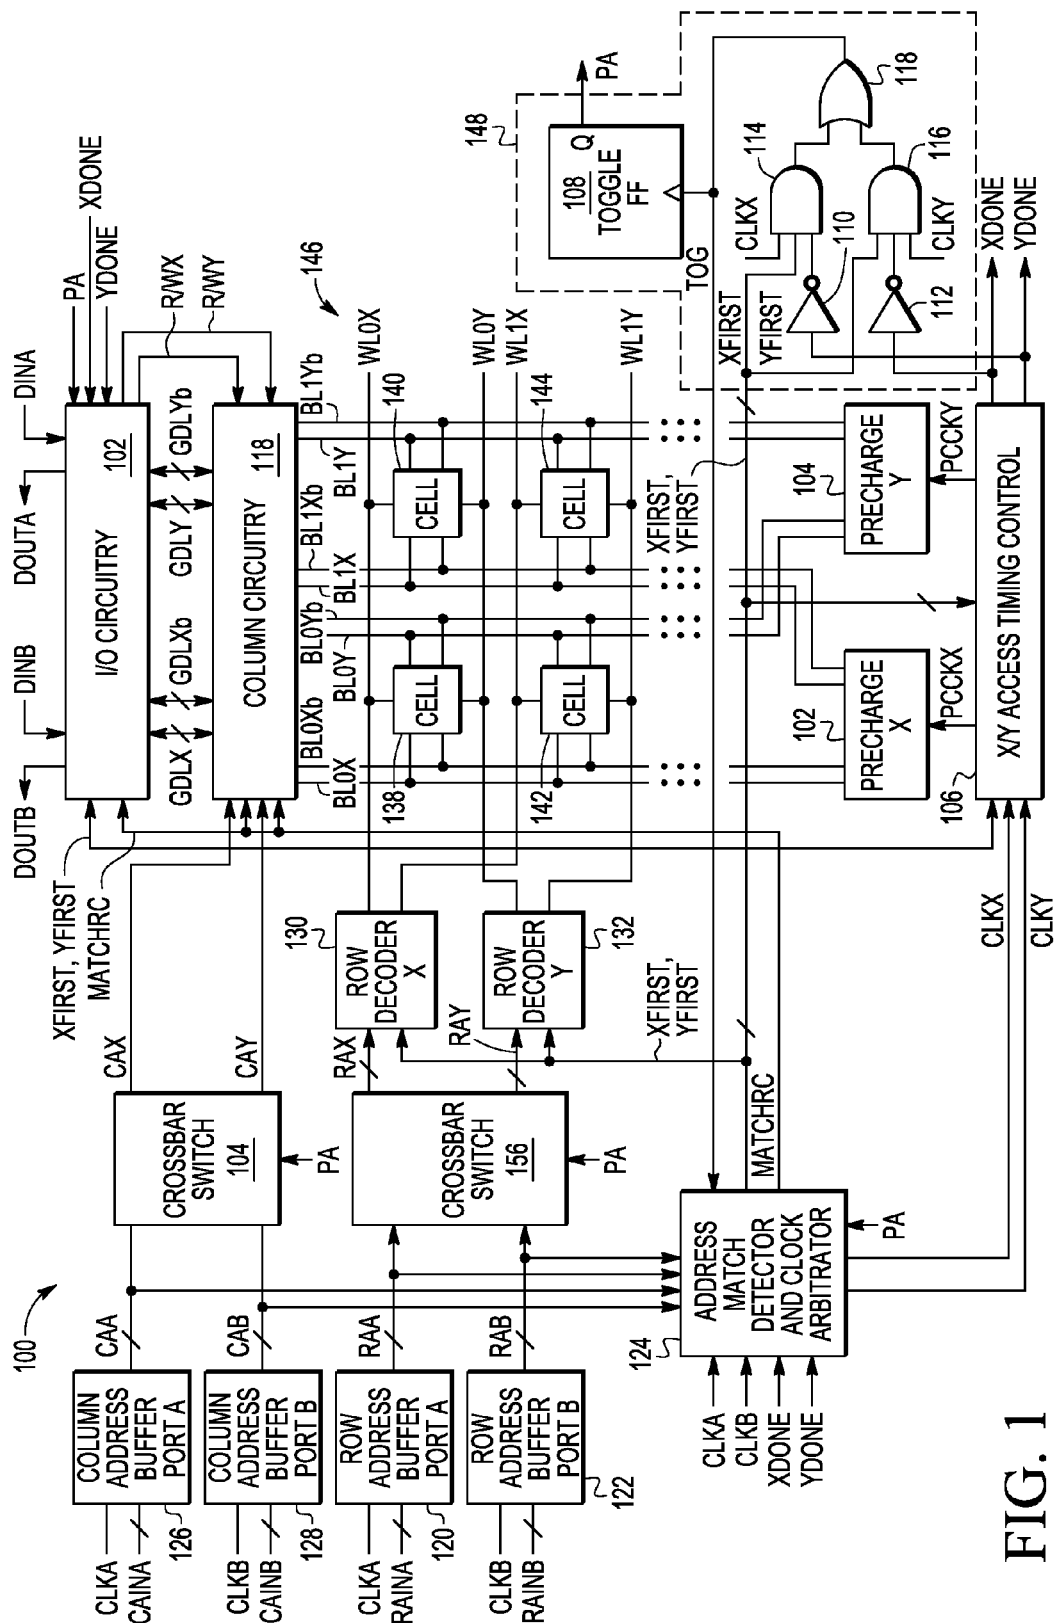 FIG. 1
100
CLKA
CAINA
126
COLUMN
ADDRESS
BUFFER
PORT A
CAA
CLKB
CAINB
128
COLUMN
ADDRESS
BUFFER
PORT B
CAB
CLKA
RAINA
120
ROW
ADDRESS
BUFFER
PORT A
RAA
CLKB
RAINB
122
ROW
ADDRESS
BUFFER
PORT B
RAB
CROSSBAR
SWITCH
104
PA
CAX
CAY
CROSSBAR
SWITCH
156
PA
RAX
RAY
CLKA
CLKB
XDONE
YDONE
124
ADDRESS
MATCH
DETECTOR
AND CLOCK
ARBITRATOR
PA
MATCHRC
XFIRST,
YFIRST
130
ROW
DECODER
X
ROW
DECODER
Y
132
XFIRST, YFIRST
MATCHRC
CLKX
CLKY
DOUTB
DINB
DOUTA
DINA
I/O CIRCUITRY
102
PA
XDONE
YDONE
R/WX
R/WY
GDLX
GDLXb
GDLY
GDLYb
COLUMN CIRCUITRY
118
BL0X
BL0Xb
BL0Y
BL0Yb
BL1X
BL1Xb
BL1Y
BL1Yb
146
WL0X
WL0Y
WL1X
WL1Y
138
CELL
140
CELL
142
CELL
144
CELL
XFIRST,
YFIRST
102
PRECHARGE
X
PCCKX
104
PRECHARGE
Y
PCCKY
106
X/Y ACCESS TIMING CONTROL
XDONE
YDONE
148
108
TOGGLE
FF
Q
PA
TOG
XFIRST
YFIRST
CLKX
114
110
116
CLKY
112
118